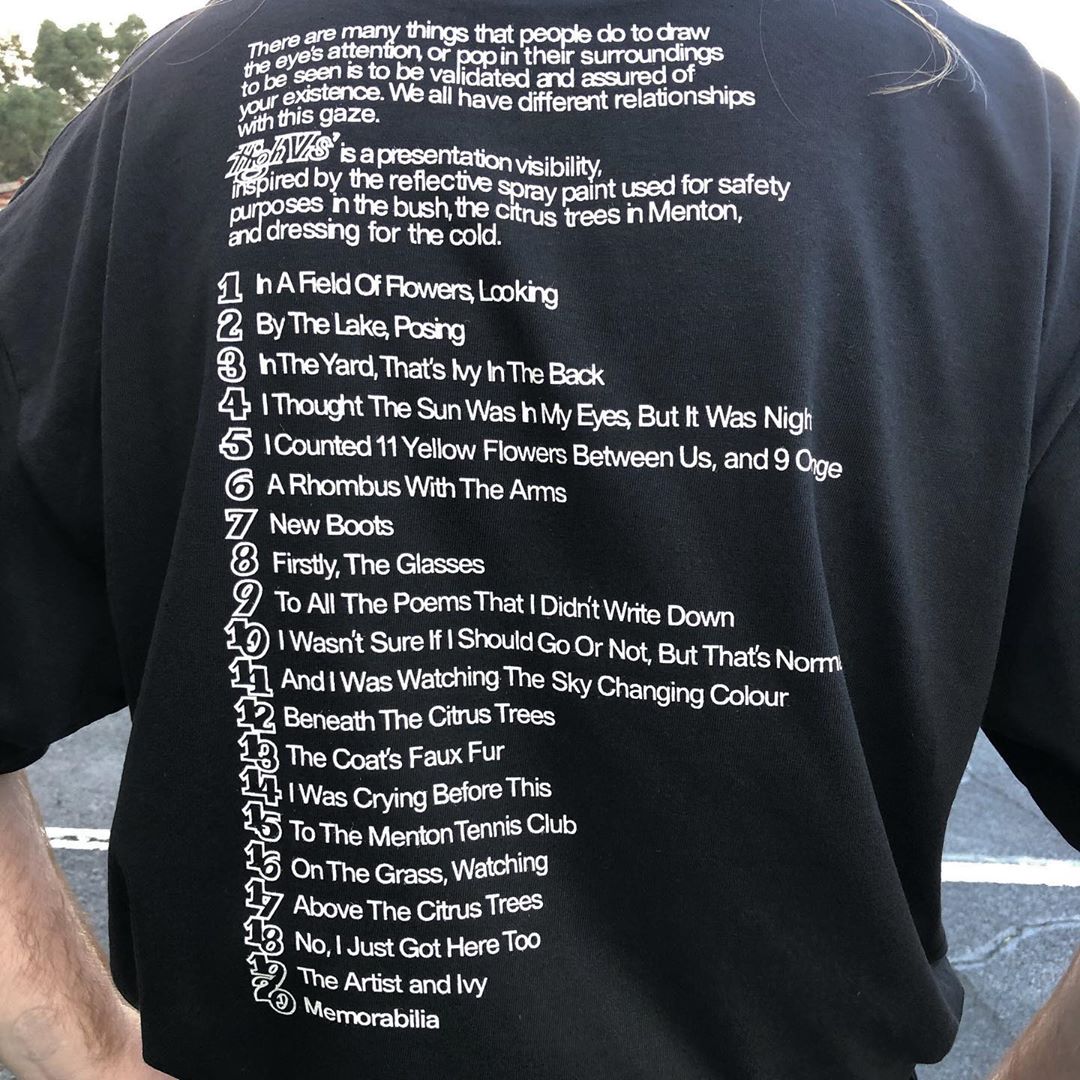 There are many things that people do to draw
the eye's attention, or pop in their surroundings
to be seen is to be validated and assured of
your existence. We all have different relationships
with this gaze.
HighVis' is a presentation visibility,
inspired by the reflective spray paint used for safety
purposes in the bush, the citrus trees in Menton,
and dressing for the cold.
1 In A Field Of Flowers, Looking
2 By The Lake, Posing
3 In The Yard, That's Ivy In The Back
4 I Thought The Sun Was In My Eyes, But It Was Nigh
5 I Counted 11 Yellow Flowers Between Us, and 9
6 A Rhombus With The Arms
7 New Boots
8 Firstly, The Glasses
9 To All The Poems That I Didn't Write Down
10 I Wasn't Sure If I Should Go Or Not, But That's Norm
11 And I Was Watching The Sky Changing Colour
12 Beneath The Citrus Trees
13 The Coat's Faux Fur
14 I Was Crying Before This
15 To The Menton Tennis Club
16 On The Grass, Watching
17 Above The Citrus Trees
18 No, I Just Got Here Too
19 The Artist and Ivy
20 Memorabilia